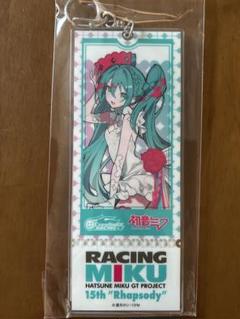 初音ミク
RACING
MIKU
HATSUNE MIKU GT PROJECT
15th "Rhapsody"